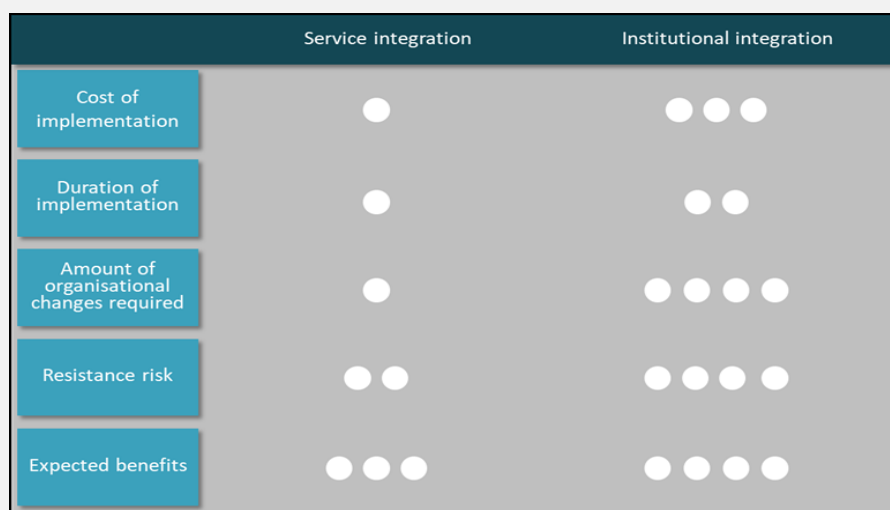 Service integration
Institutional integration
Cost of
implementation
Duration of
implementation
Amount of
organisational
changes required
Resistance risk
Expected benefits